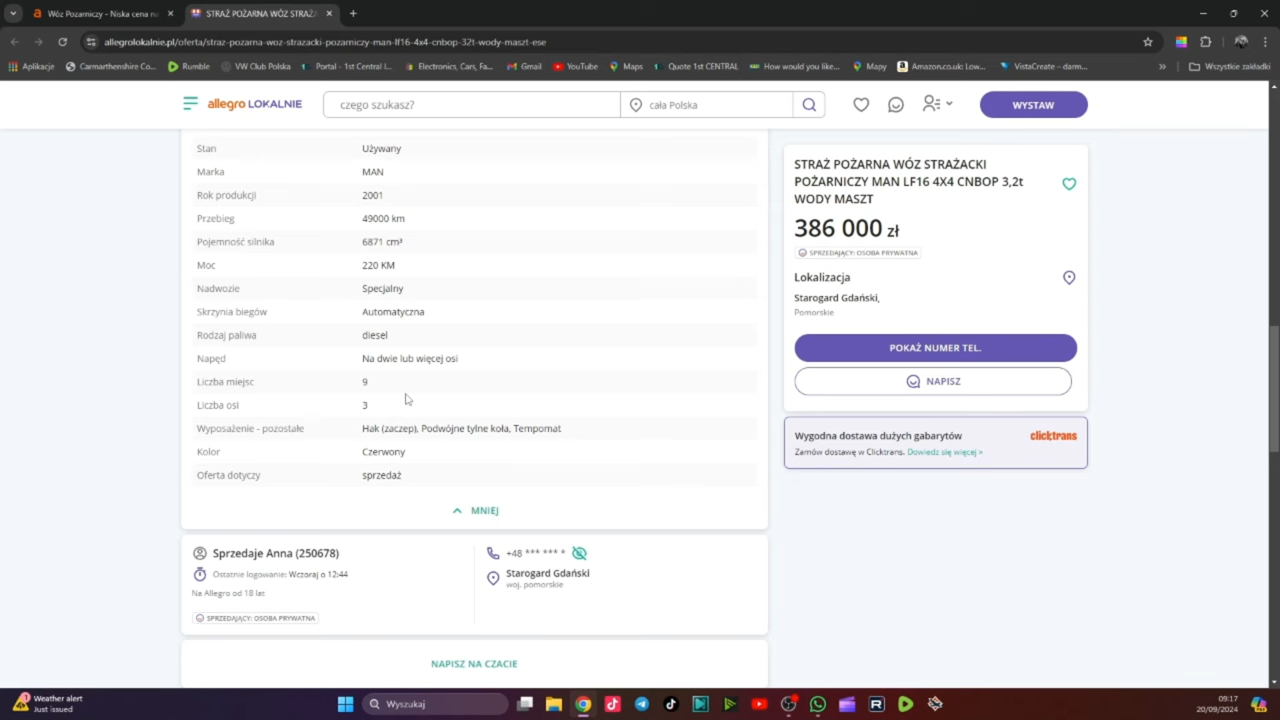 Wóz Pozarniczy - Niska cena na
STRAŻ POŻARNA WÓZ STRAŻA
allegrolokalnie.pl/oferta/straz-pozarna-woz-strazacki-pozarniczy-man-lf16-4x4-cnbop-32t-wody-maszt-ese
Aplikacje
Carmarthenshire Co...
Rumble
VW Club Polska
Portal - 1st Central I...
Electronics, Cars, Fa...
Gmail
YouTube
Maps
Quote 1st CENTRAL
How would you like...
Mapy
Amazon.co.uk: Low...
VistaCreate – darm...
Wszystkie zakładki
allegro LOKALNIE
czego szukasz?
cała Polska
WYSTAW
Stan Używany
Marka MAN
Rok produkcji 2001
Przebieg 49000 km
Pojemność silnika 6871 cm³
Moc 220 KM
Nadwozie Specjalny
Skrzynia biegów Automatyczna
Rodzaj paliwa diesel
Napęd Na dwie lub więcej osi
Liczba miejsc 9
Liczba osi 3
Wyposażenie - pozostałe Hak (zaczep), Podwójne tylne koła, Tempomat
Kolor Czerwony
Oferta dotyczy sprzedaż
MNIEJ
STRAŻ POŻARNA WÓZ STRAŻACKI
POŻARNICZY MAN LF16 4X4 CNBOP 3,2t
WODY MASZT
386 000 zł
SPRZEDAJĄCY: OSOBA PRYWATNA
Lokalizacja
Starogard Gdański,
Pomorskie
POKAŻ NUMER TEL.
NAPISZ
Wygodna dostawa dużych gabarytów
clicktrans
Zamów dostawę w Clicktrans. Dowiedz się więcej »
Sprzedaje Anna (250678)
Ostatnie logowanie: Wczoraj o 12:44
Na Allegro od 18 lat
SPRZEDAJĄCY: OSOBA PRYWATNA
+48 *** *** *
Starogard Gdański
woj. pomorskie
NAPISZ NA CZACIE
1
Weather alert
Just issued
Wyszukaj
09:17
20/09/2024